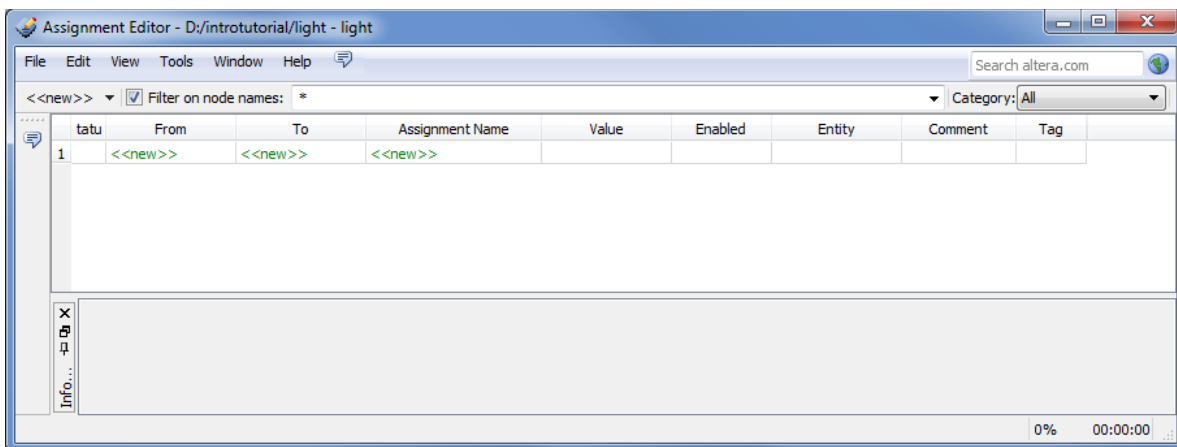 Assignment Editor - D:/introtutorial/light - light
File Edit View Tools Window Help Search altera.com
<<new>> Filter on node names: * Category: All
tatu From To Assignment Name Value Enabled Entity Comment Tag
1 <<new>> <<new>> <<new>>
Info...
0% 00:00:00